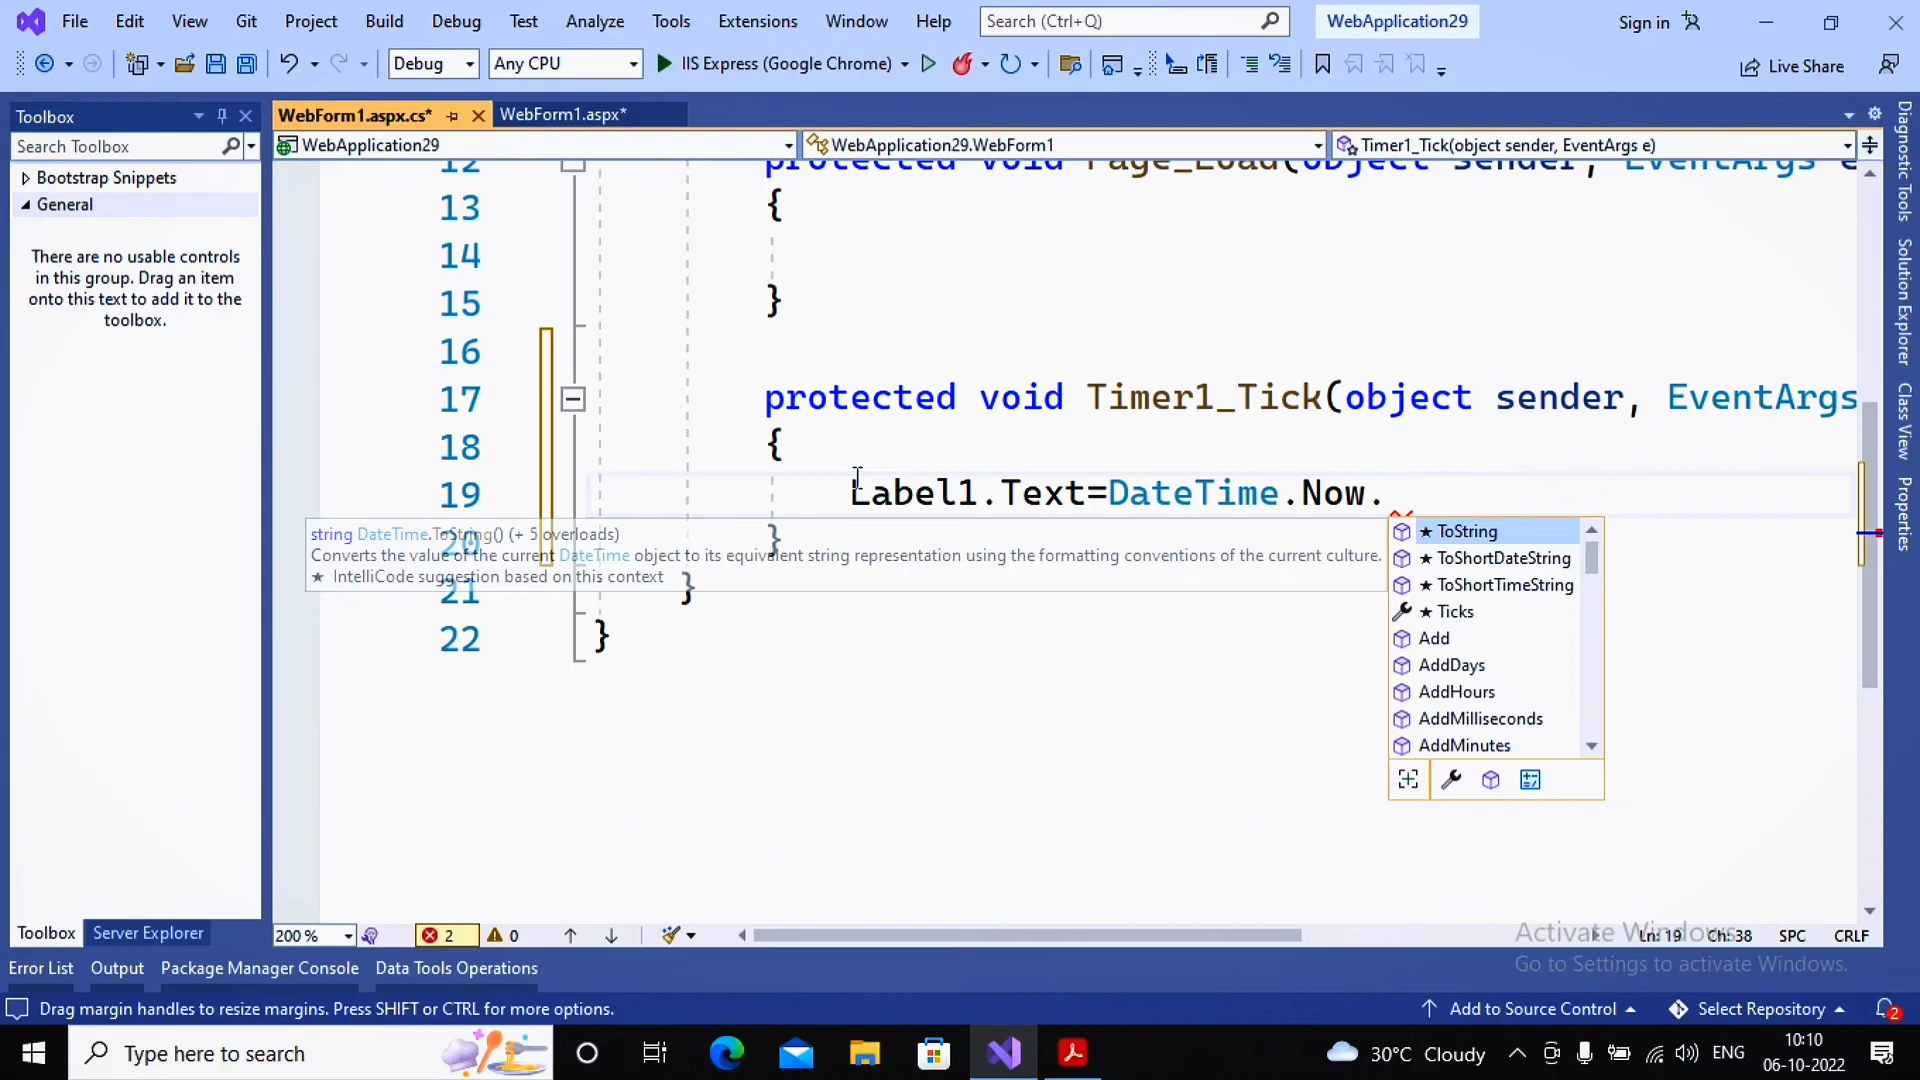 File Edit View Git Project Build Debug Test Analyze Tools Extensions Window Help Search (Ctrl+Q) WebApplication29 Sign in
Debug Any CPU IIS Express (Google Chrome) Live Share
Toolbox
Search Toolbox
Bootstrap Snippets
General
There are no usable controls
in this group. Drag an item
onto this text to add it to the
toolbox.
WebForm1.aspx.cs* WebForm1.aspx*
WebApplication29 WebApplication29.WebForm1 Timer1_Tick(object sender, EventArgs e)
12 protected void Page_Load(object sender, EventArgs e
13 {
14
15 }
16
17 protected void Timer1_Tick(object sender, EventArgs
18 {
19 Label1.Text=DateTime.Now.
20 }
21 }
22 }
string DateTime.ToString() (+ 5 overloads)
Converts the value of the current DateTime object to its equivalent string representation using the formatting conventions of the current culture.
★ IntelliCode suggestion based on this context
★ ToString
★ ToShortDateString
★ ToShortTimeString
★ Ticks
Add
AddDays
AddHours
AddMilliseconds
AddMinutes
Diagnostic Tools
Solution Explorer
Class View
Properties
Toolbox Server Explorer
200 % 2 0 Ln: 19 Ch: 38 SPC CRLF
Activate Windows
Go to Settings to activate Windows.
Error List Output Package Manager Console Data Tools Operations
Drag margin handles to resize margins. Press SHIFT or CTRL for more options. Add to Source Control Select Repository 2
Type here to search 30°C Cloudy ENG 10:10
06-10-2022